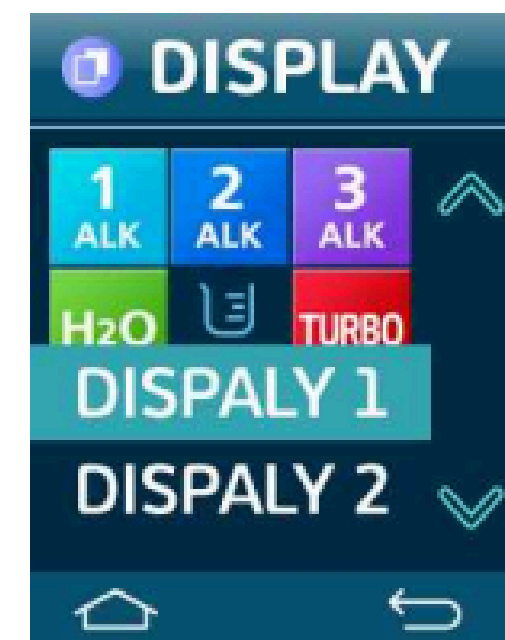 DISPLAY
1 2 3
ALK ALK ALK
H2O TURBO
DISPALY 1
DISPALY 2